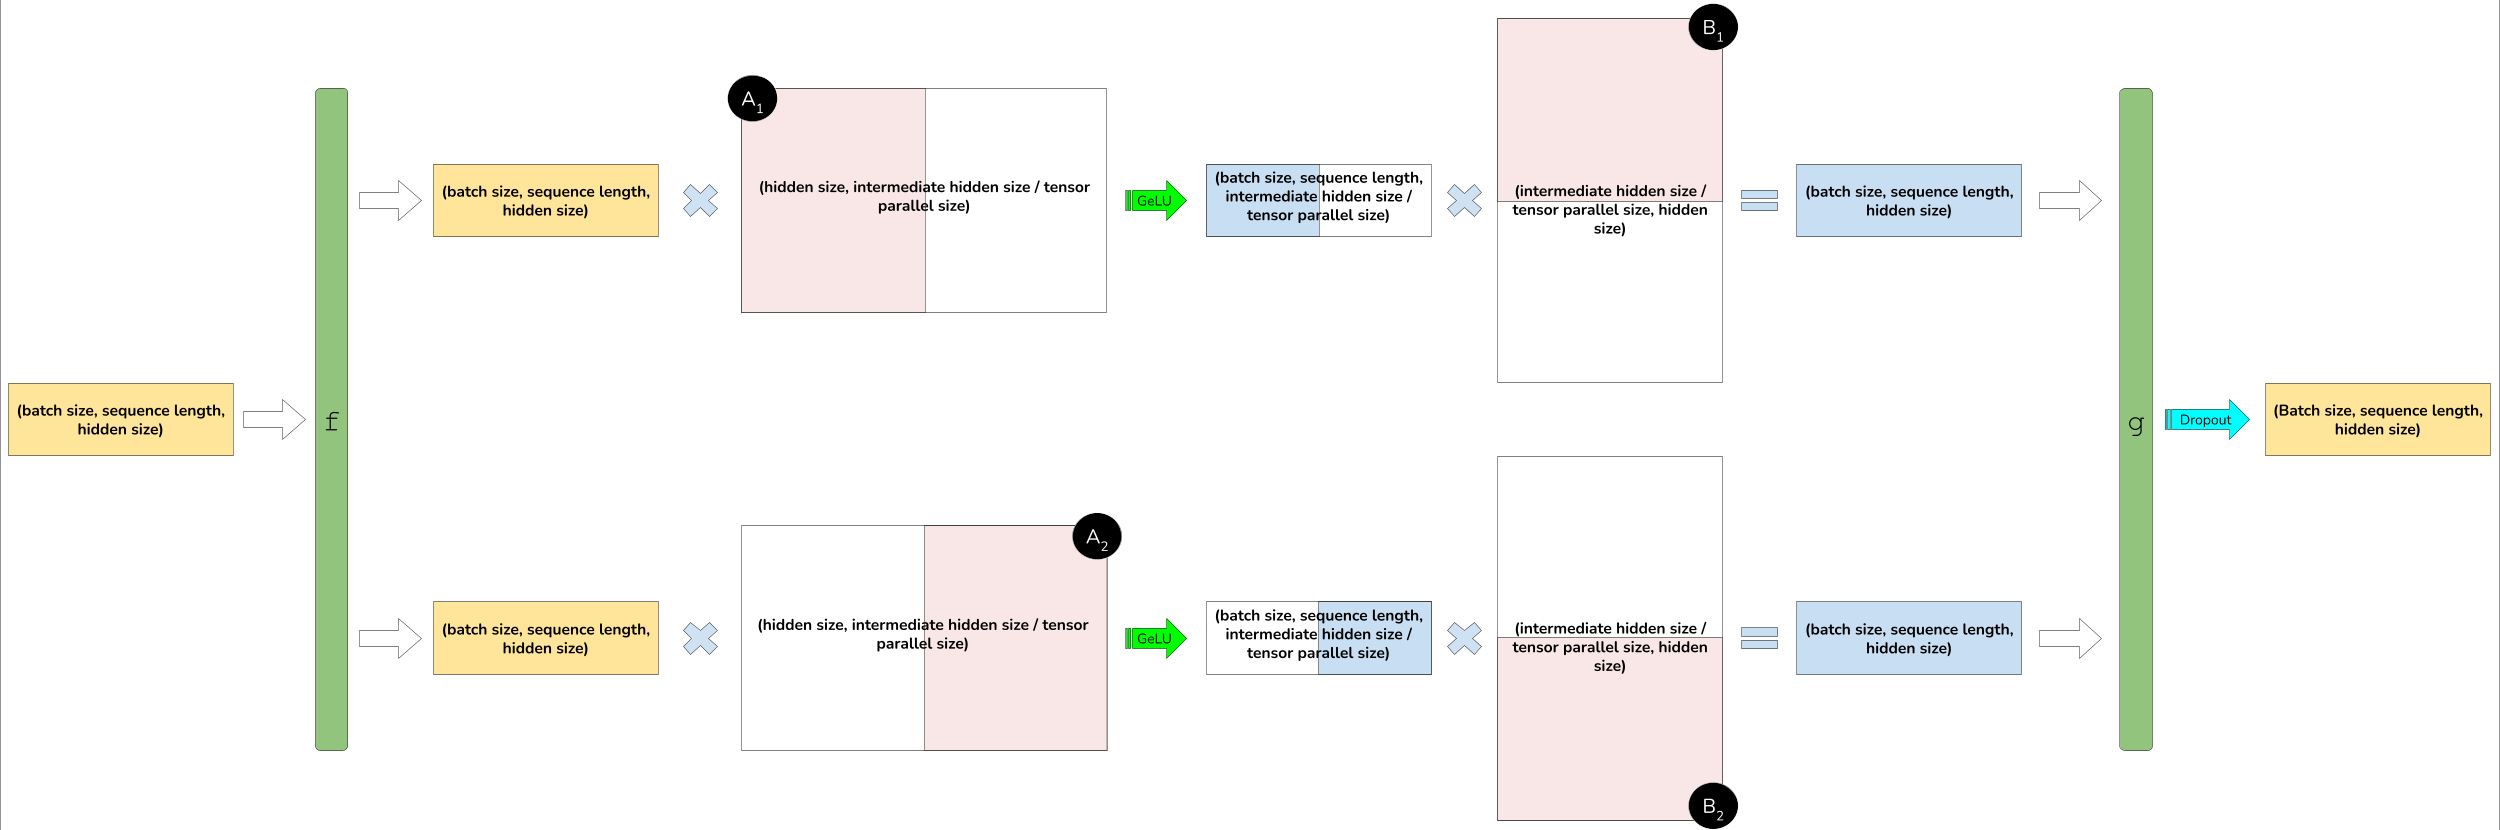 (batch size, sequence length,
hidden size)
f
(batch size, sequence length,
hidden size)
A1
(hidden size, intermediate hidden size / tensor
parallel size)
GeLU
(batch size, sequence length,
intermediate hidden size /
tensor parallel size)
B1
(intermediate hidden size /
tensor parallel size, hidden
size)
(batch size, sequence length,
hidden size)
(batch size, sequence length,
hidden size)
A2
(hidden size, intermediate hidden size / tensor
parallel size)
GeLU
(batch size, sequence length,
intermediate hidden size /
tensor parallel size)
(intermediate hidden size /
tensor parallel size, hidden
size)
B2
(batch size, sequence length,
hidden size)
g
Dropout
(Batch size, sequence length,
hidden size)